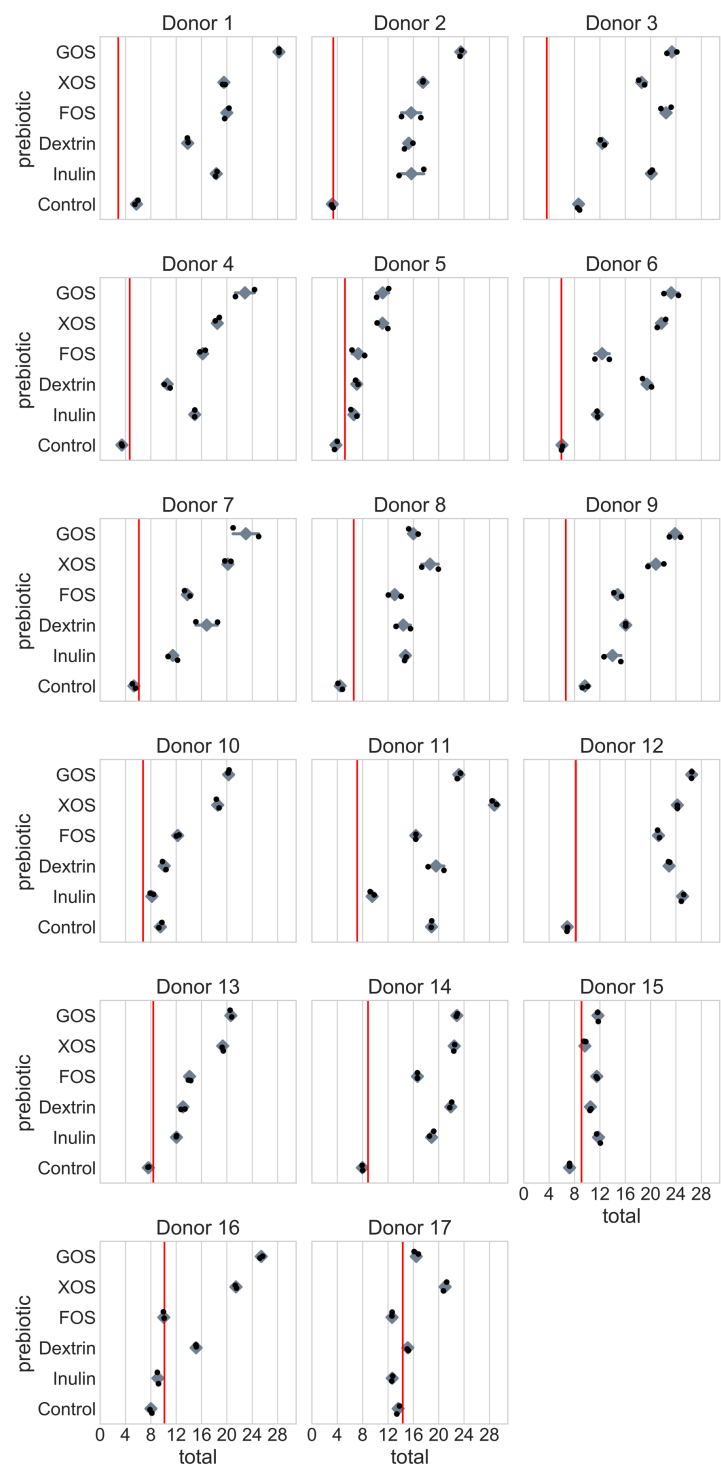 Donor 1 Donor 2 Donor 3
GOS
XOS
FOS
Dextrin
Inulin
Control
prebiotic
Donor 4 Donor 5 Donor 6
GOS
XOS
FOS
Dextrin
Inulin
Control
prebiotic
Donor 7 Donor 8 Donor 9
GOS
XOS
FOS
Dextrin
Inulin
Control
prebiotic
Donor 10 Donor 11 Donor 12
GOS
XOS
FOS
Dextrin
Inulin
Control
prebiotic
Donor 13 Donor 14 Donor 15
GOS
XOS
FOS
Dextrin
Inulin
Control
prebiotic
0 4 8 12 16 20 24 28
total
Donor 16 Donor 17
GOS
XOS
FOS
Dextrin
Inulin
Control
prebiotic
0 4 8 12 16 20 24 28 0 4 8 12 16 20 24 28
total total